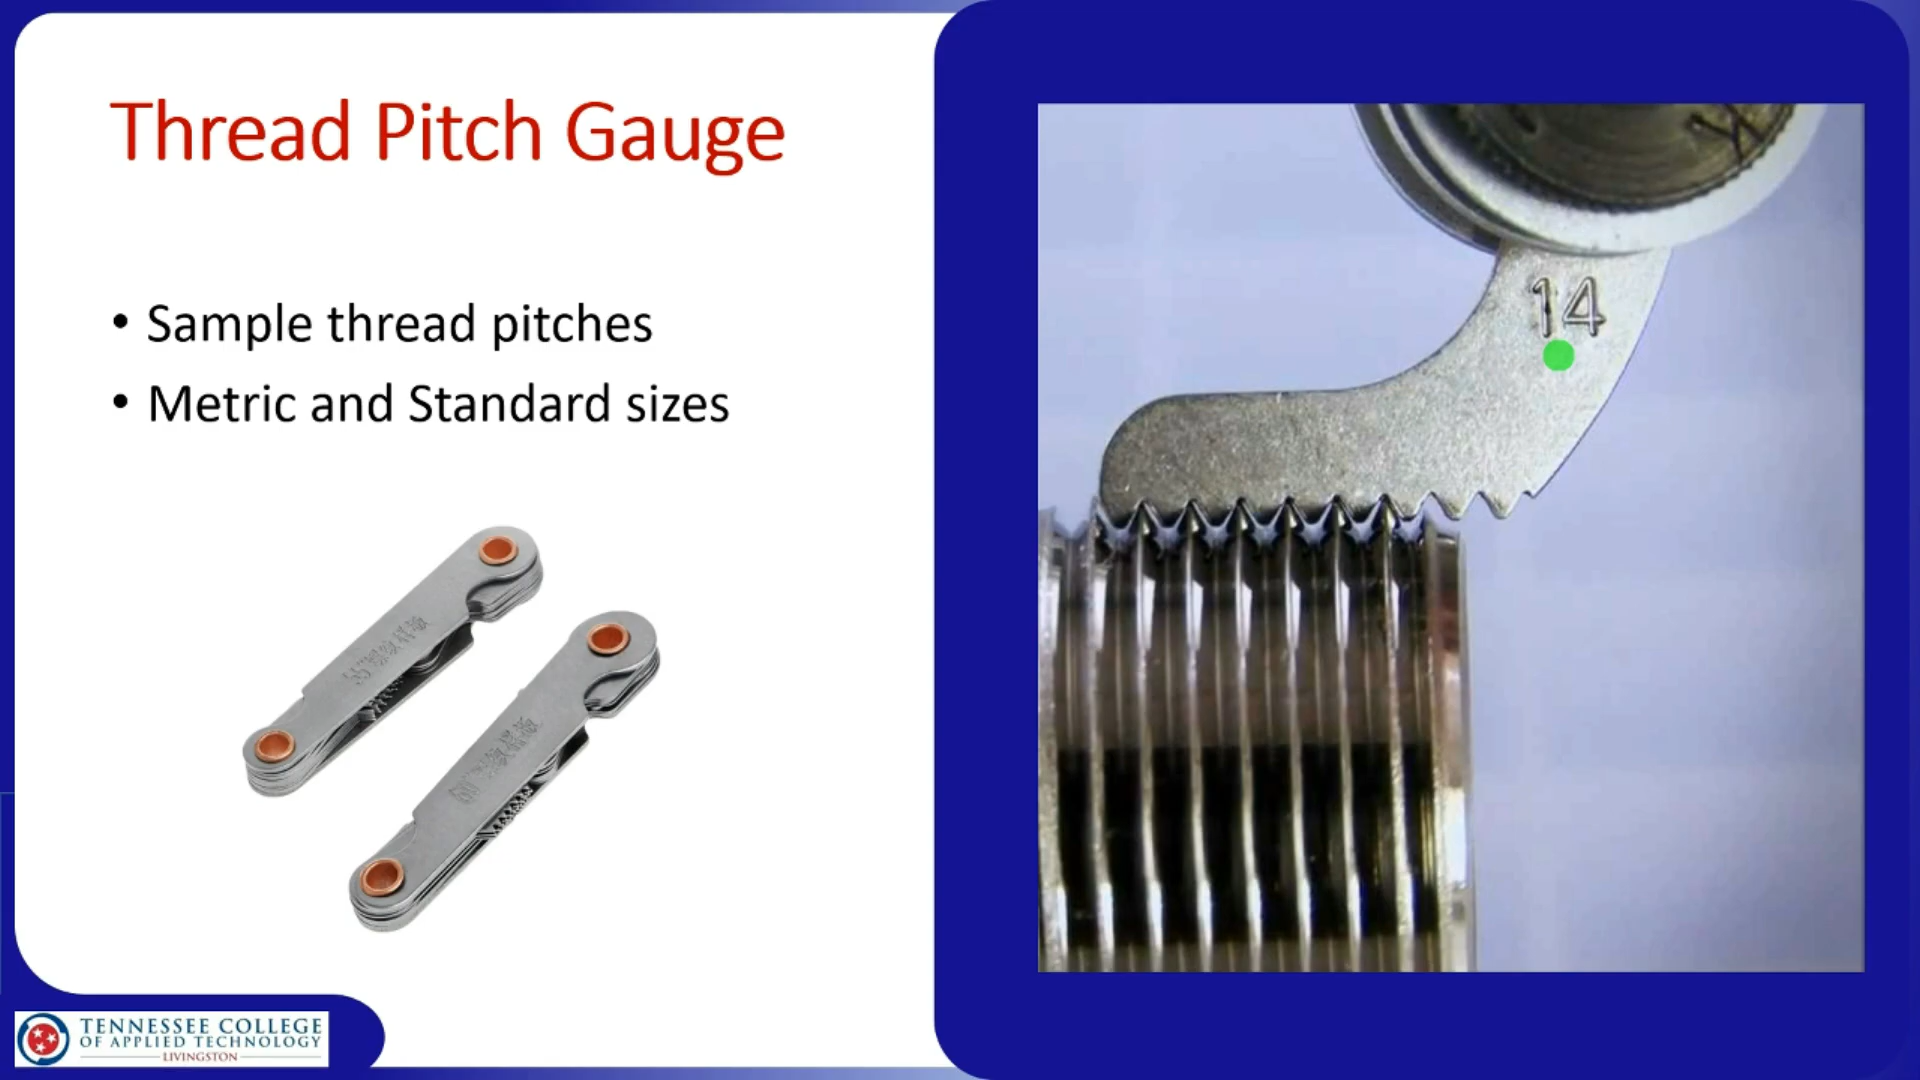 Thread Pitch Gauge
• Sample thread pitches
• Metric and Standard sizes
14
TENNESSEE COLLEGE
OF APPLIED TECHNOLOGY
LIVINGSTON